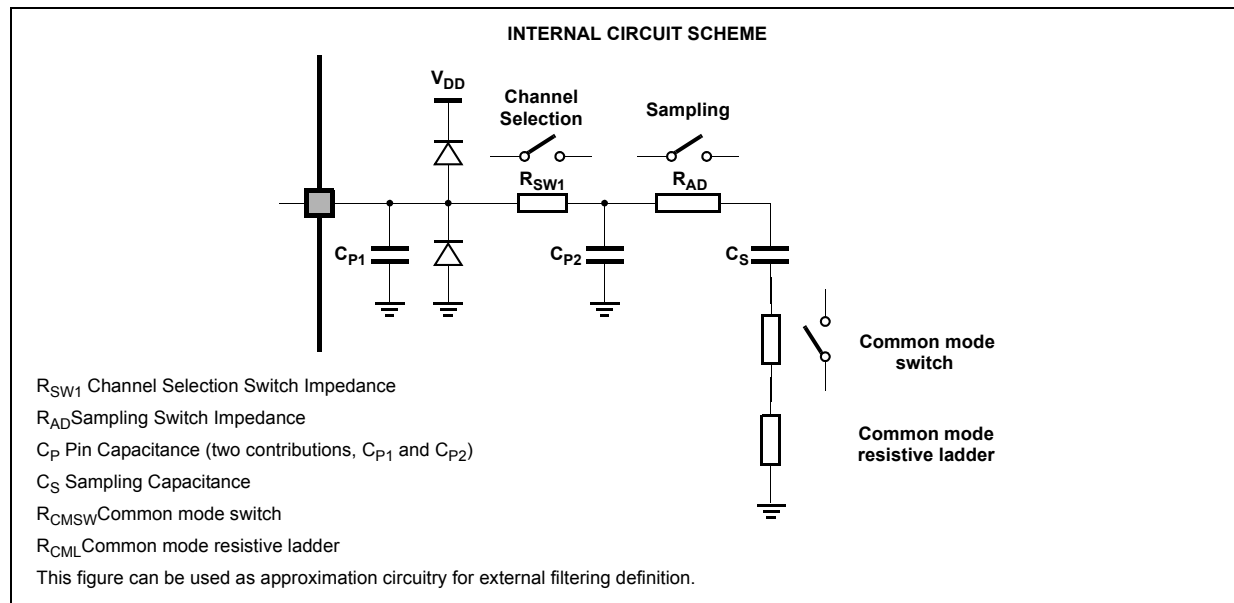 INTERNAL CIRCUIT SCHEME
VDD
Channel
Selection
Sampling
RSW1
RAD
CP1
CP2
CS
Common mode
switch
Common mode
resistive ladder
RSW1 Channel Selection Switch Impedance
RADSampling Switch Impedance
CP Pin Capacitance (two contributions, CP1 and CP2)
CS Sampling Capacitance
RCMSWCommon mode switch
RCMLCommon mode resistive ladder
This figure can be used as approximation circuitry for external filtering definition.